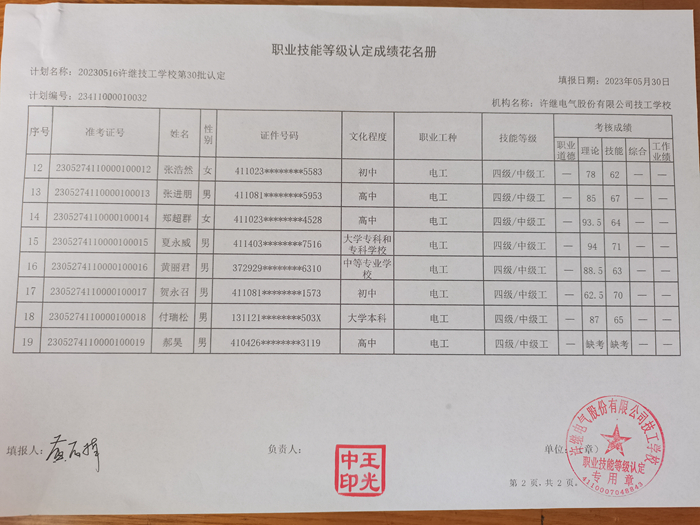 职业技能等级认定成绩花名册
计划名称：20230516许继技工学校第30批认定 填报日期：2023年05月30日
计划编号：23411000010032 机构名称：许继电气股份有限公司技工学校
序号 准考证号 姓名 性别 证件号码 文化程度 职业工种 技能等级 考核成绩
职业道德 理论 技能 综合 工作业绩
12 2305274110000100012 张浩然 女 411023********5583 初中 电工 四级/中级工 — 78 62 — —
13 2305274110000100013 张进朋 男 411081********5953 高中 电工 四级/中级工 — 85 67 — —
14 2305274110000100014 郑超群 女 411023********4528 高中 电工 四级/中级工 — 93.5 64 — —
15 2305274110000100015 夏永威 男 411403********7516 大学专科和专科学校 电工 四级/中级工 — 94 71 — —
16 2305274110000100016 黄丽君 男 372929********6310 中等专业学校 电工 四级/中级工 — 88.5 63 — —
17 2305274110000100017 贺永召 男 411081********1573 初中 电工 四级/中级工 — 62.5 70 — —
18 2305274110000100018 付瑞松 男 131121********503X 大学本科 电工 四级/中级工 — 87 65 — —
19 2305274110000100019 郝昊 男 410426********3119 高中 电工 四级/中级工 — 缺考 缺考 — —
填报人： 负责人： 单位：（章）
王光中印
许继电气股份有限公司技工学校
职业技能等级认定
专用章
4110007046843
第 2 页，共 2 页。